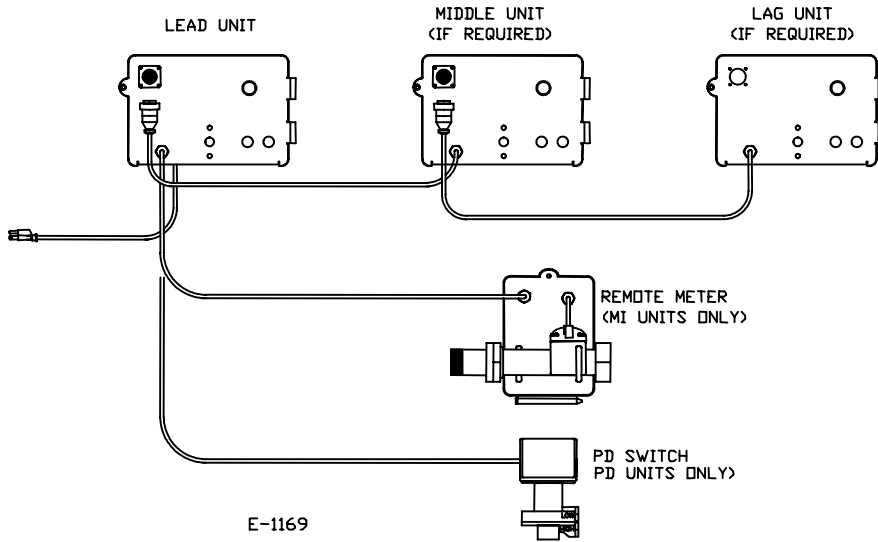 LEAD UNIT
MIDDLE UNIT
(IF REQUIRED)
LAG UNIT
(IF REQUIRED)
REMOTE METER
(MI UNITS ONLY)
PD SWITCH
PD UNITS ONLY)
LOW
E-1169